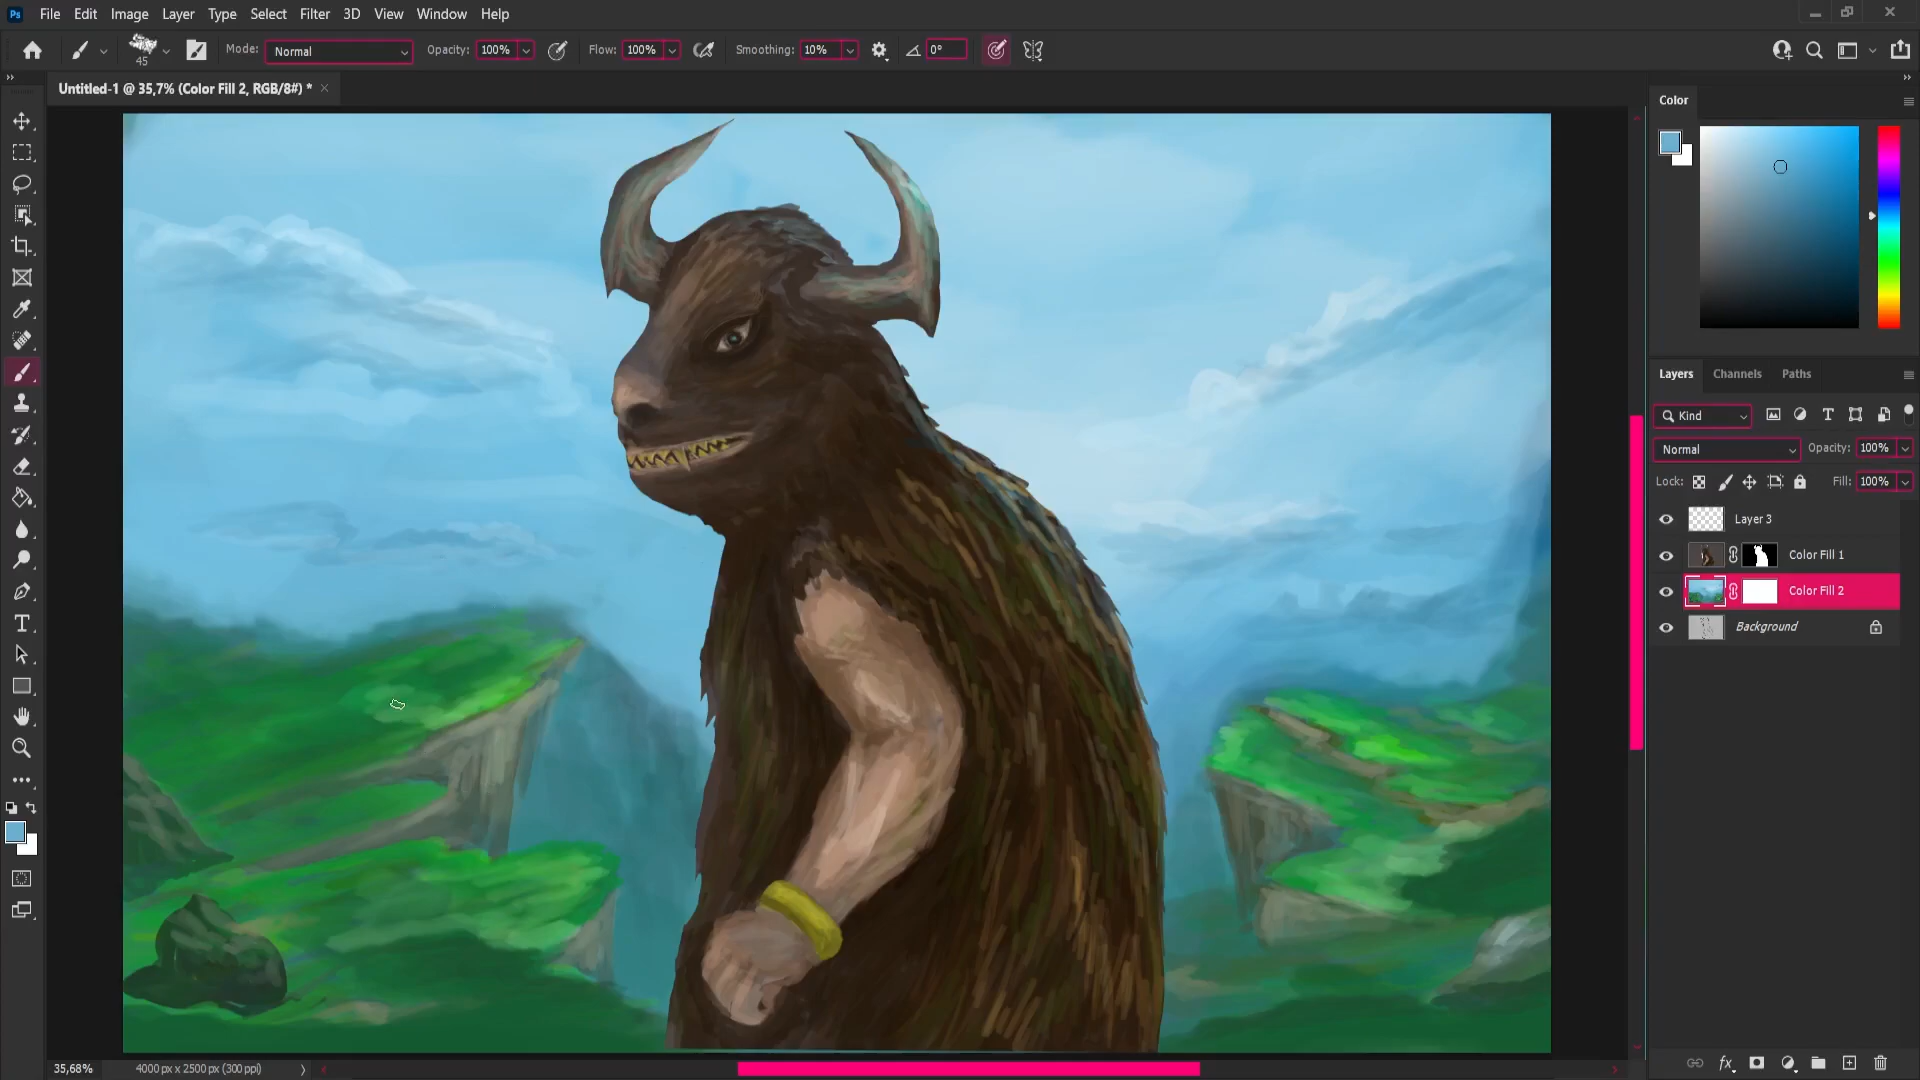 Ps File Edit Image Layer Type Select Filter 3D View Window Help
45 Mode: Normal Opacity: 100% Flow: 100% Smoothing: 10% 0°
Untitled-1 @ 35,7% (Color Fill 2, RGB/8#) *
Color
Layers Channels Paths
Kind
Normal Opacity: 100%
Lock: Fill: 100%
Layer 3
Color Fill 1
Color Fill 2
Background
35,68% 4000 px x 2500 px (300 ppi)